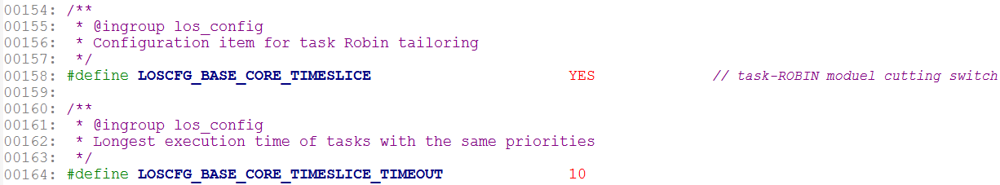 00154: /**
00155:  * @ingroup los_config
00156:  * Configuration item for task Robin tailoring
00157:  */
00158: #define LOSCFG_BASE_CORE_TIMESLICE                      YES             // task-ROBIN moduel cutting switch
00159:
00160: /**
00161:  * @ingroup los_config
00162:  * Longest execution time of tasks with the same priorities
00163:  */
00164: #define LOSCFG_BASE_CORE_TIMESLICE_TIMEOUT              10